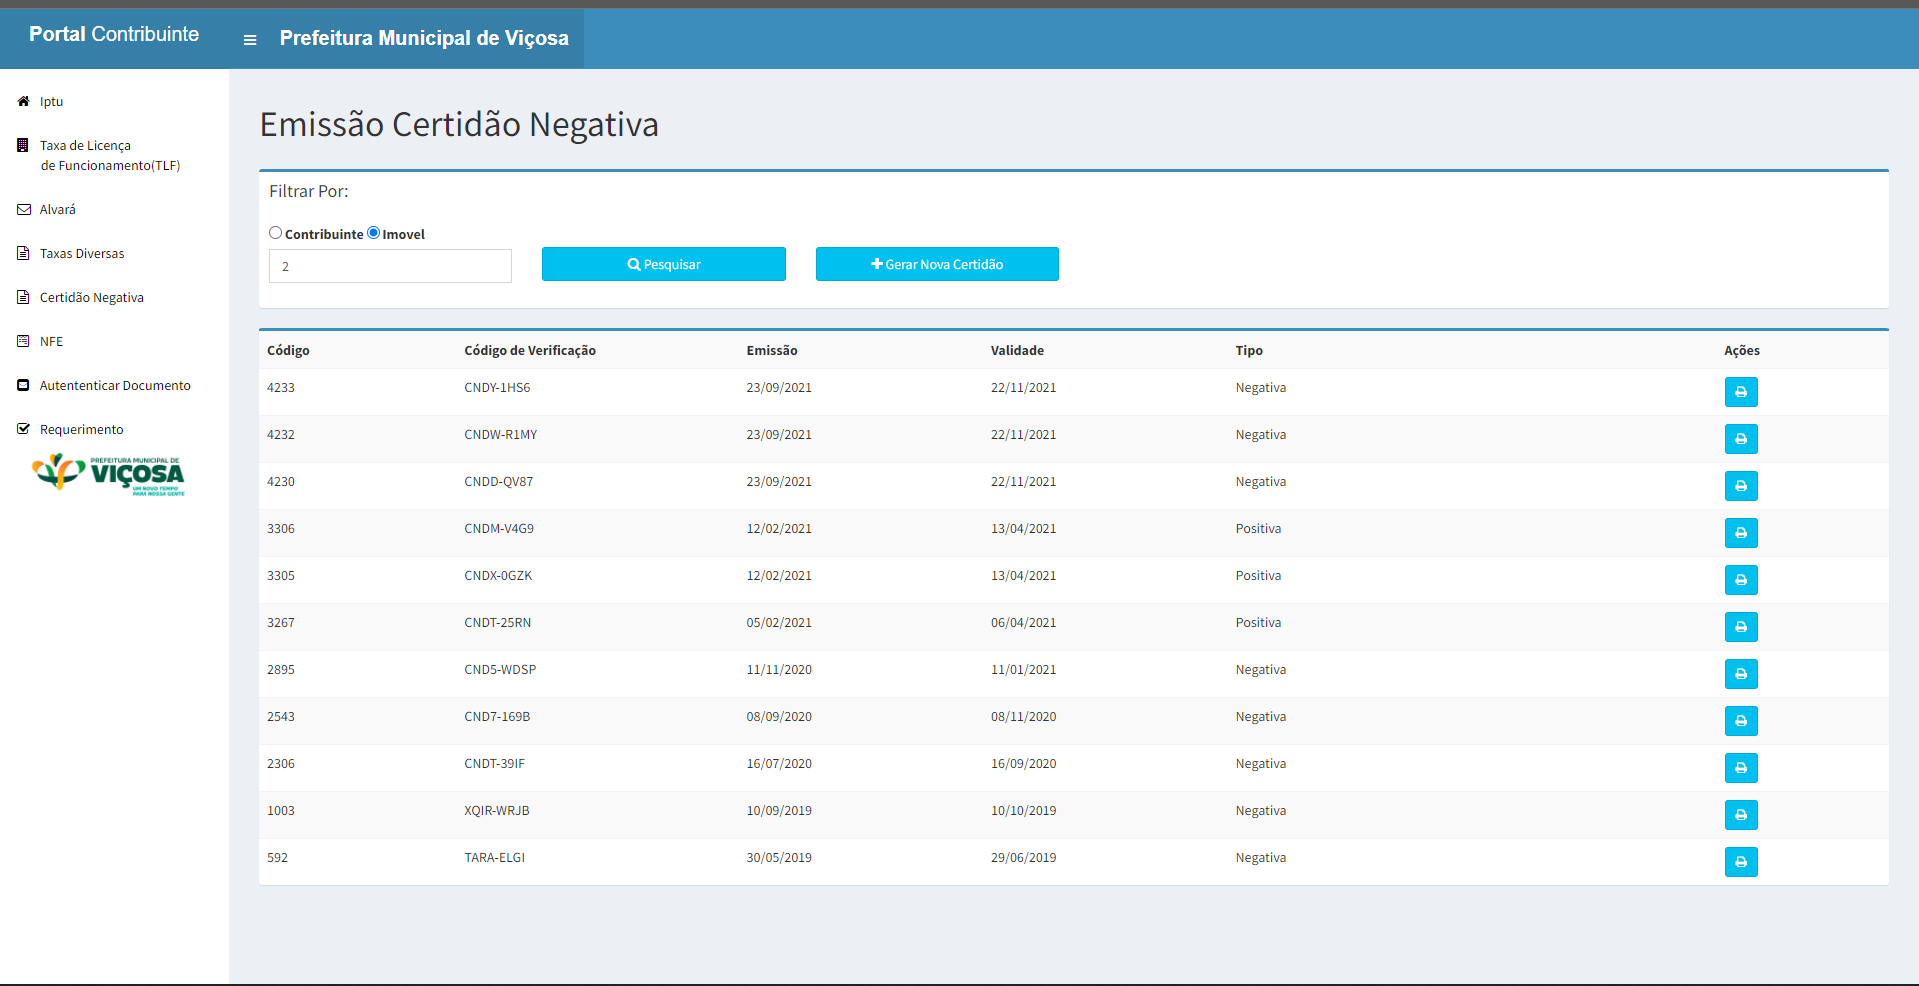 Portal Contribuinte
Prefeitura Municipal de Viçosa
Iptu
Taxa de Licença
de Funcionamento(TLF)
Alvará
Taxas Diversas
Certidão Negativa
NFE
Autententicar Documento
Requerimento
PREFEITURA MUNICIPAL DE
VIÇOSA
UM NOVO TEMPO
PARA NOSSA GENTE
Emissão Certidão Negativa
Filtrar Por:
Contribuinte Imovel
2 Pesquisar Gerar Nova Certidão
Código Código de Verificação Emissão Validade Tipo Ações
4233 CNDY-1HS6 23/09/2021 22/11/2021 Negativa
4232 CNDW-R1MY 23/09/2021 22/11/2021 Negativa
4230 CNDD-QV87 23/09/2021 22/11/2021 Negativa
3306 CNDM-V4G9 12/02/2021 13/04/2021 Positiva
3305 CNDX-0GZK 12/02/2021 13/04/2021 Positiva
3267 CNDT-25RN 05/02/2021 06/04/2021 Positiva
2895 CND5-WDSP 11/11/2020 11/01/2021 Negativa
2543 CND7-169B 08/09/2020 08/11/2020 Negativa
2306 CNDT-39IF 16/07/2020 16/09/2020 Negativa
1003 XQIR-WRJB 10/09/2019 10/10/2019 Negativa
592 TARA-ELGI 30/05/2019 29/06/2019 Negativa